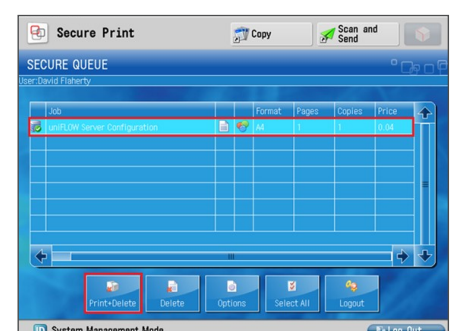 Secure Print
Copy
Scan and
Send
SECURE QUEUE
User:David Flaherty
Job Format Pages Copies Price
uniFLOW Server Configuration A4 1 1 0.04
Print+Delete Delete Options Select All Logout
ID System Management Mode Log Out